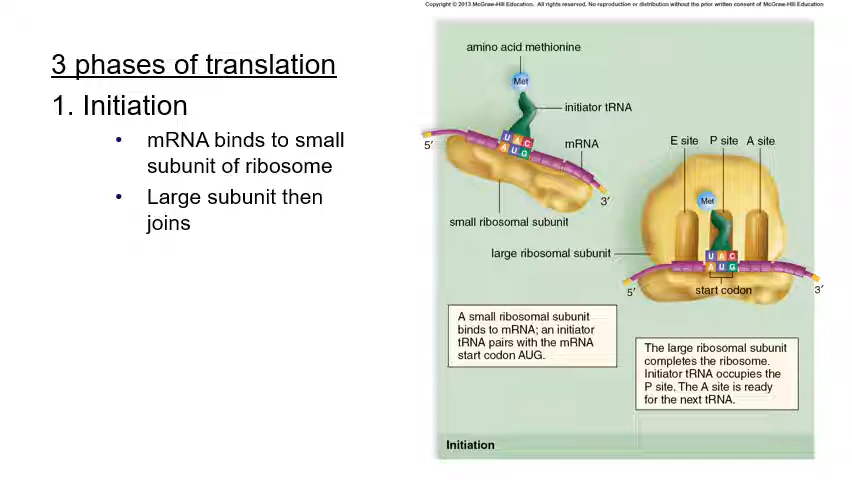 Copyright © 2013 McGraw-Hill Education. All rights reserved. No reproduction or distribution without the prior written consent of McGraw-Hill Education
3 phases of translation
1. Initiation
• mRNA binds to small
subunit of ribosome
• Large subunit then
joins
amino acid methionine
Met
initiator tRNA
U A C
A U G
mRNA
5′
3′
small ribosomal subunit
E site P site A site
Met
large ribosomal subunit
U A C
A U G
start codon
5′
3′
A small ribosomal subunit
binds to mRNA; an initiator
tRNA pairs with the mRNA
start codon AUG.
The large ribosomal subunit
completes the ribosome.
Initiator tRNA occupies the
P site. The A site is ready
for the next tRNA.
Initiation